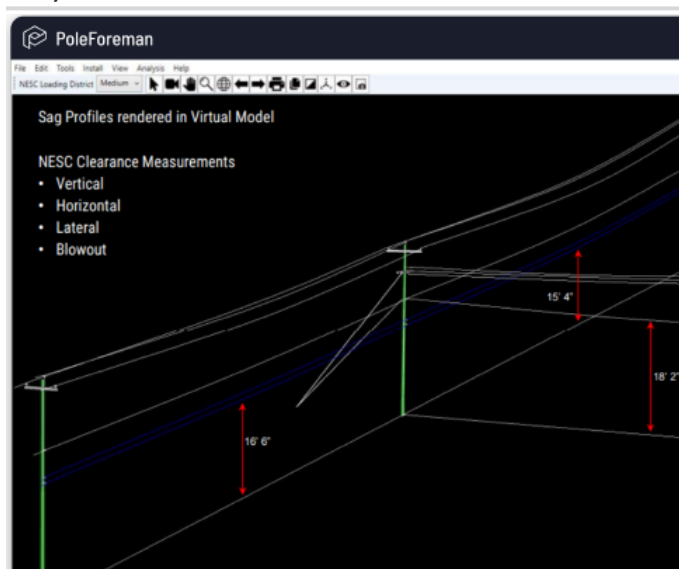 PoleForeman
File Edit Tools Install View Analysis Help
NESC Loading District Medium
Sag Profiles rendered in Virtual Model
NESC Clearance Measurements
• Vertical
• Horizontal
• Lateral
• Blowout
15' 4"
18' 2"
16' 6"